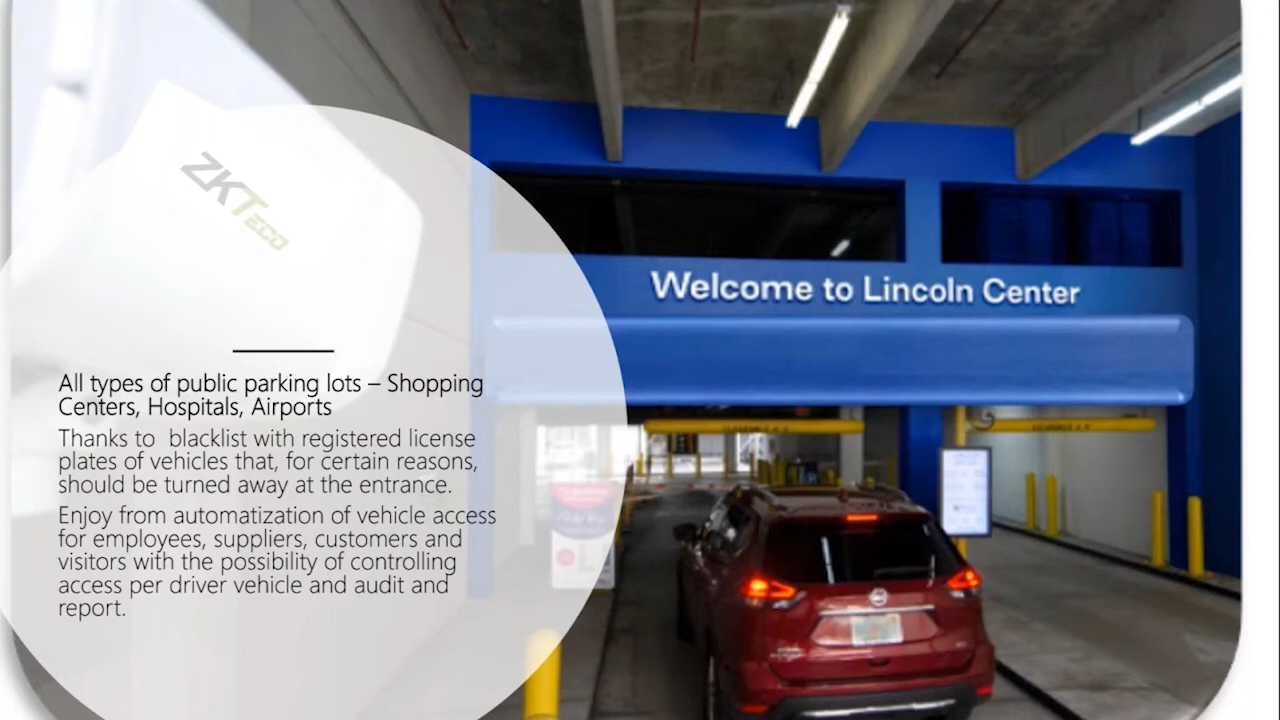 ZKTECO
Welcome to Lincoln Center
All types of public parking lots – Shopping
Centers, Hospitals, Airports
Thanks to  blacklist with registered license
plates of vehicles that, for certain reasons,
should be turned away at the entrance.
Enjoy from automatization of vehicle access
for employees, suppliers, customers and
visitors with the possibility of controlling
access per driver vehicle and audit and
report.